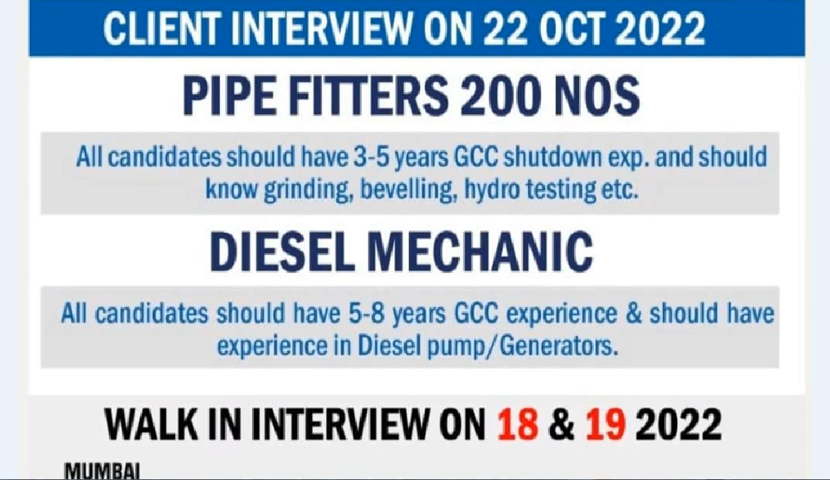 CLIENT INTERVIEW ON 22 OCT 2022
PIPE FITTERS 200 NOS
All candidates should have 3-5 years GCC shutdown exp. and should
know grinding, bevelling, hydro testing etc.
DIESEL MECHANIC
All candidates should have 5-8 years GCC experience & should have
experience in Diesel pump/Generators.
WALK IN INTERVIEW ON 18 & 19 2022
MUMBAI